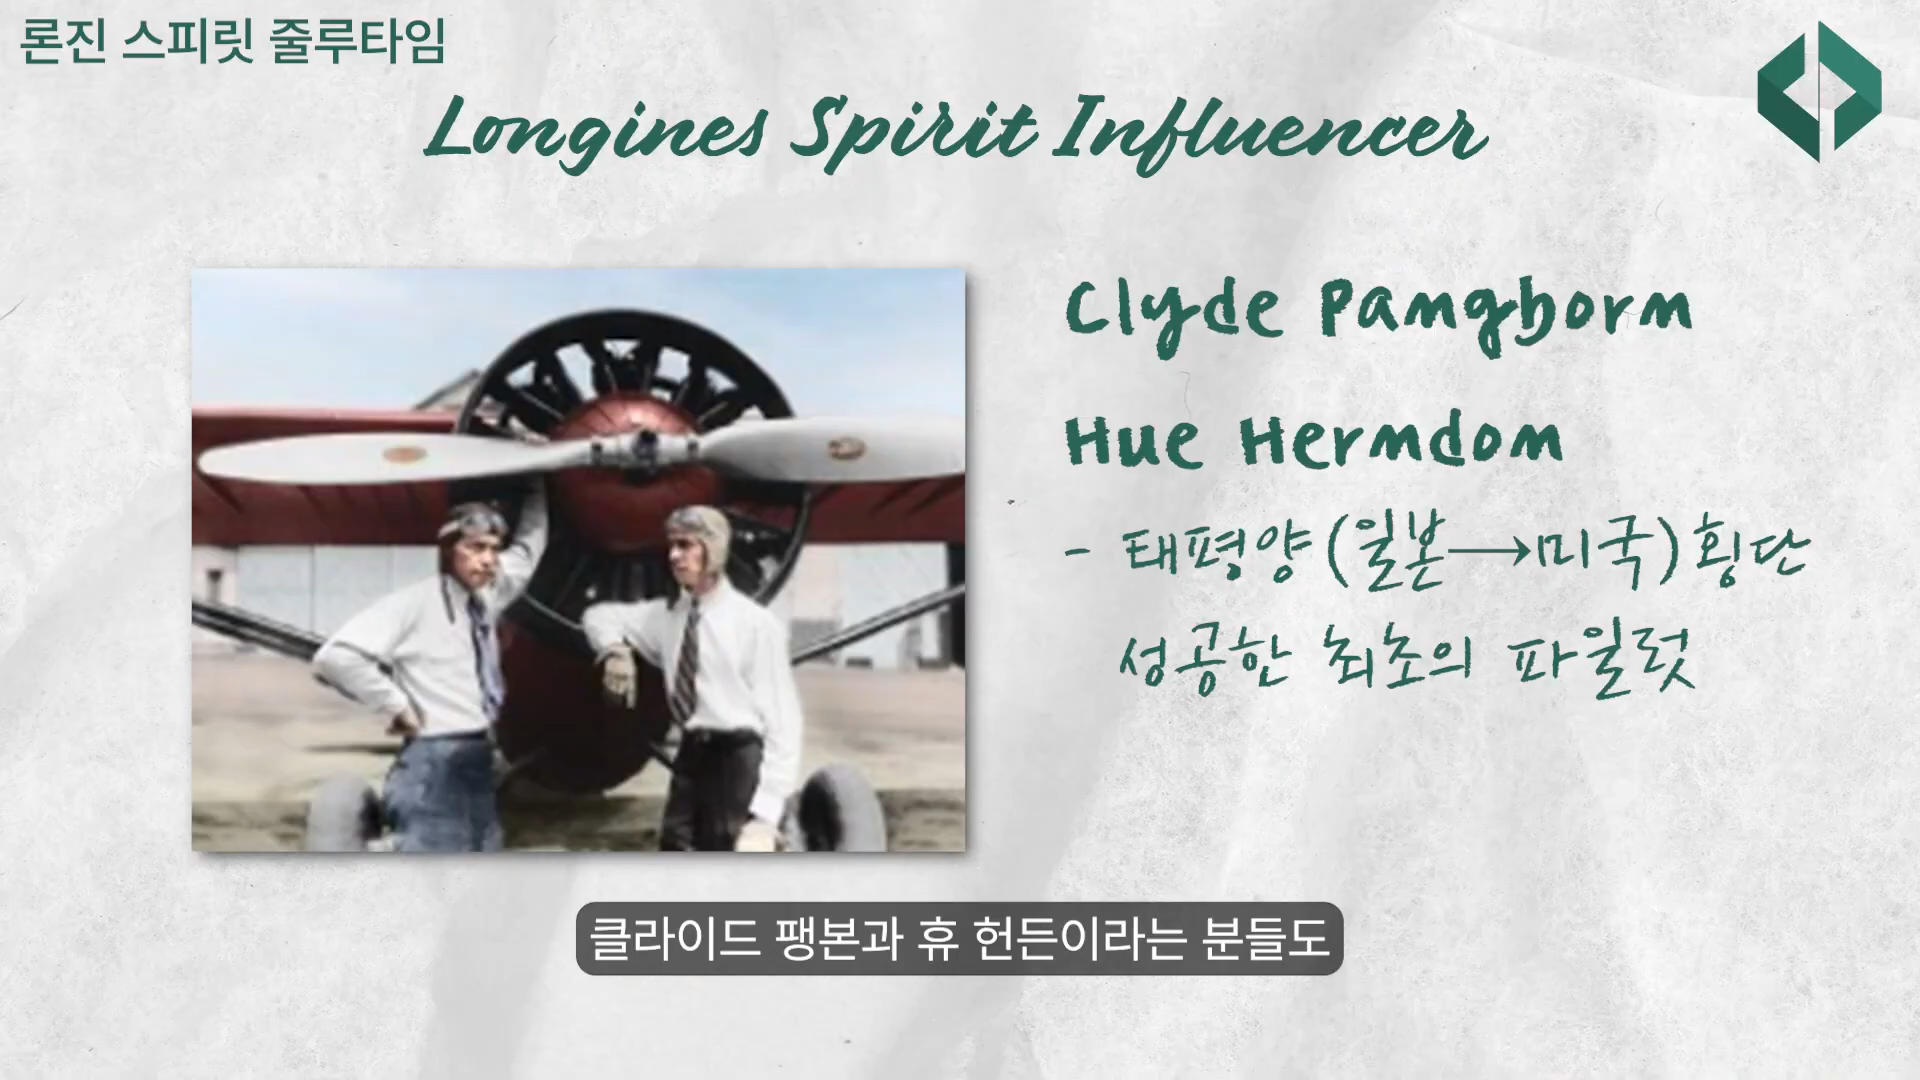 론진 스피릿 줄루타임
Longines Spirit Influencer
Clyde Pangborn
Hue Herndon
- 태평양(일본→미국)횡단
성공한 최초의 파일럿
클라이드 팽본과 휴 헌든이라는 분들도